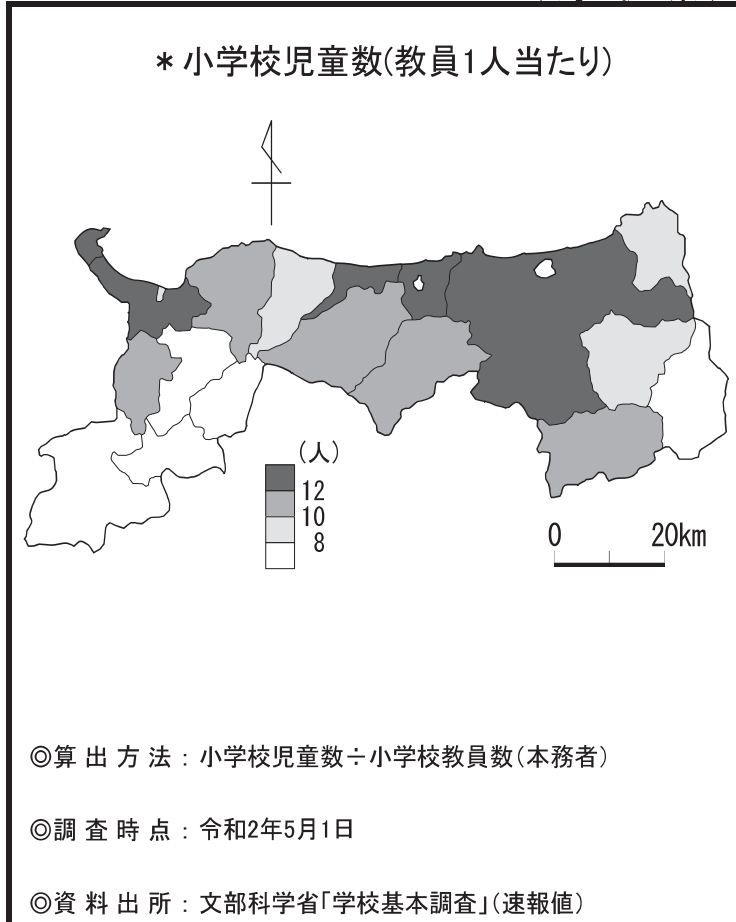 *小学校児童数(教員1人当たり)
(人)
12
10
8
0 20km
◎算出方法：小学校児童数÷小学校教員数(本務者)
◎調査時点：令和2年5月1日
◎資料出所：文部科学省「学校基本調査」(速報値)